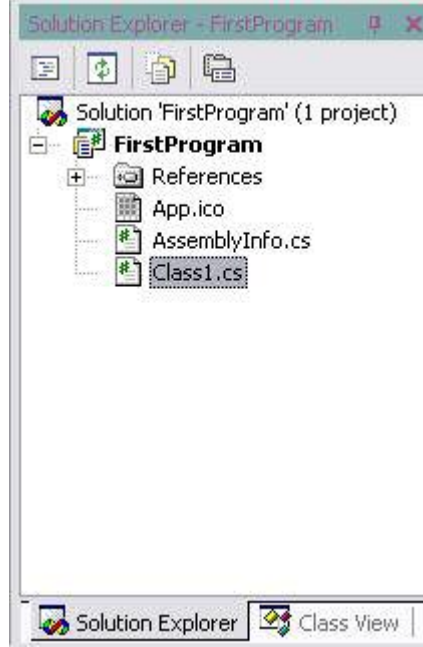 Solution Explorer - FirstProgram
Solution 'FirstProgram' (1 project)
FirstProgram
References
App.ico
AssemblyInfo.cs
Class1.cs
Solution Explorer
Class View